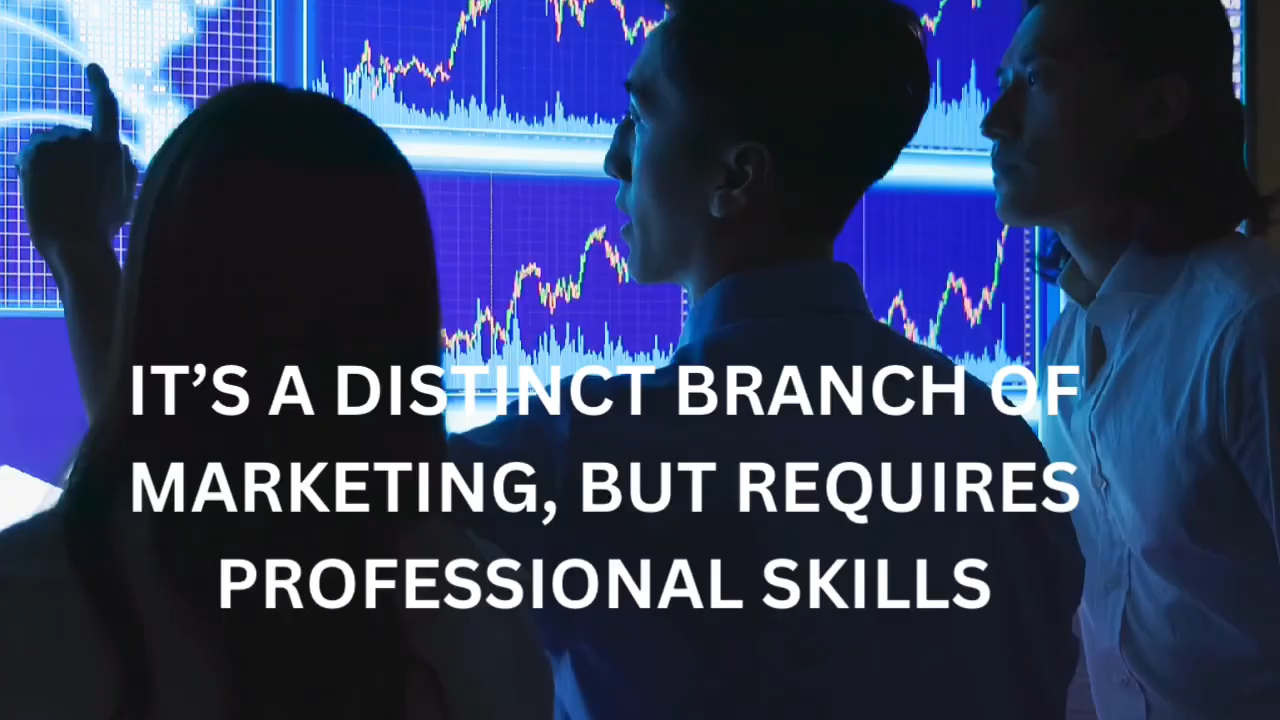 IT’S A DISTINCT BRANCH OF
MARKETING, BUT REQUIRES
PROFESSIONAL SKILLS